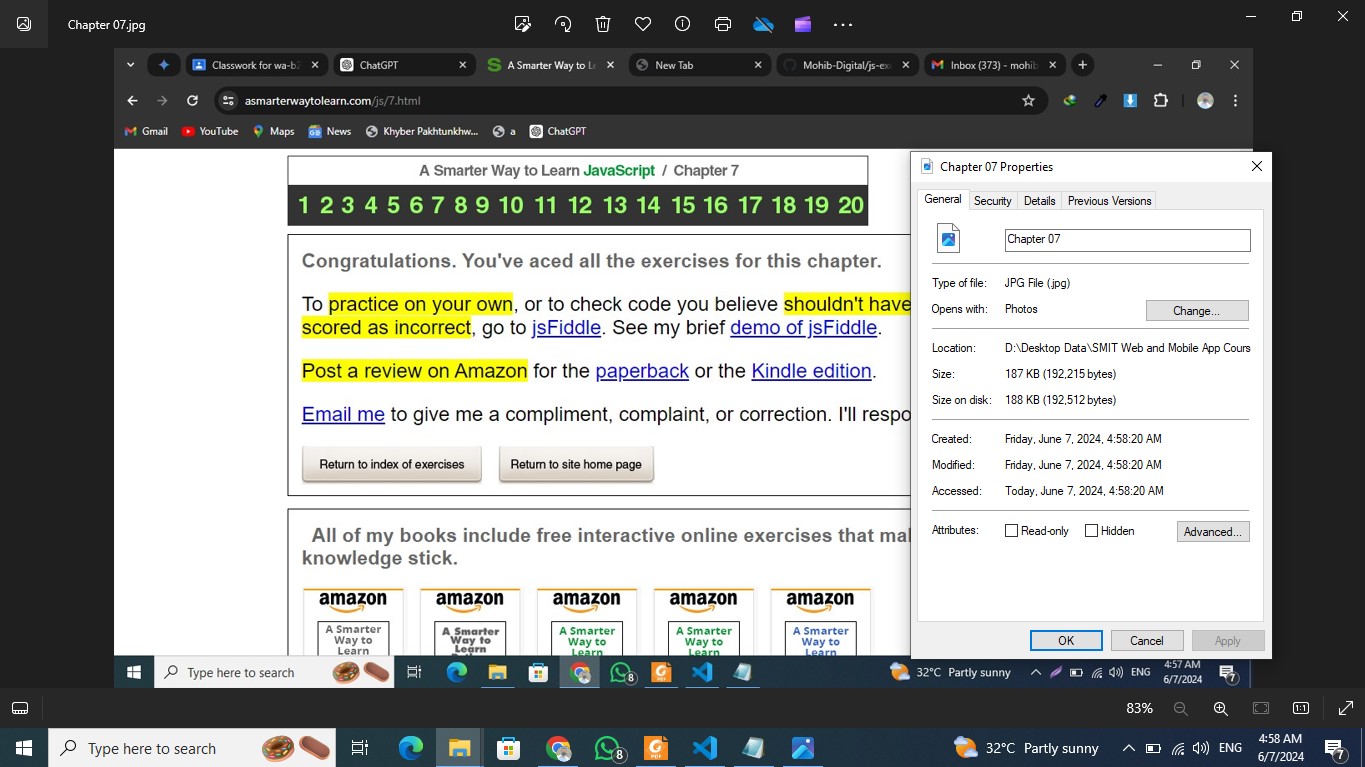 Chapter 07.jpg
Classwork for wa-b2
ChatGPT
A Smarter Way to Le
New Tab
Mohib-Digital/js-ex
Inbox (373) - mohib
asmarterwaytolearn.com/js/7.html
Gmail
YouTube
Maps
News
Khyber Pakhtunkhw...
a
ChatGPT
A Smarter Way to Learn JavaScript / Chapter 7
1 2 3 4 5 6 7 8 9 10 11 12 13 14 15 16 17 18 19 20
Congratulations. You've aced all the exercises for this chapter.
To practice on your own, or to check code you believe shouldn't have
scored as incorrect, go to jsFiddle. See my brief demo of jsFiddle.
Post a review on Amazon for the paperback or the Kindle edition.
Email me to give me a compliment, complaint, or correction. I'll respo
Return to index of exercises
Return to site home page
All of my books include free interactive online exercises that mak
knowledge stick.
amazon
amazon
amazon
amazon
amazon
A Smarter
Way to
Learn
A Smarter
Way to
Learn
A Smarter
Way to
Learn
A Smarter
Way to
Learn
A Smarter
Way to
Learn
Chapter 07 Properties
General
Security
Details
Previous Versions
Chapter 07
Type of file: JPG File (.jpg)
Opens with: Photos
Change...
Location: D:\Desktop Data\SMIT Web and Mobile App Cours
Size: 187 KB (192,215 bytes)
Size on disk: 188 KB (192,512 bytes)
Created: Friday, June 7, 2024, 4:58:20 AM
Modified: Friday, June 7, 2024, 4:58:20 AM
Accessed: Today, June 7, 2024, 4:58:20 AM
Attributes: Read-only Hidden
Advanced...
OK
Cancel
Apply
Type here to search
8
32°C Partly sunny
ENG
4:57 AM
6/7/2024
7
83%
1:1
Type here to search
8
PDF
32°C Partly sunny
ENG
4:58 AM
6/7/2024
7